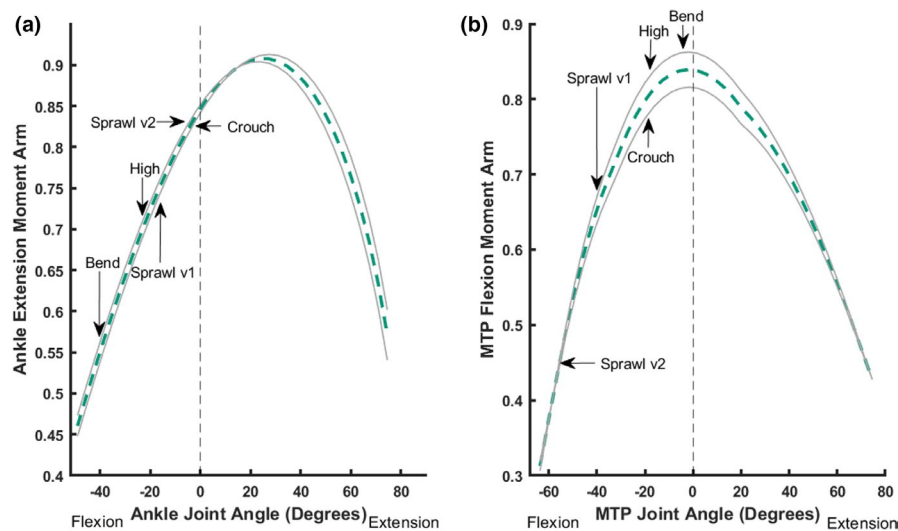 (a)
Ankle Extension Moment Arm
0.9
0.85
0.8
0.75
0.7
0.65
0.6
0.55
0.5
0.45
0.4
Sprawl v2
Crouch
High
Sprawl v1
Bend
-40 -20 0 20 40 60 80
Flexion Ankle Joint Angle (Degrees) Extension
(b)
MTP Flexion Moment Arm
0.9
0.8
0.7
0.6
0.5
0.4
0.3
Bend
High
Sprawl v1
Crouch
Sprawl v2
-60 -40 -20 0 20 40 60 80
Flexion MTP Joint Angle (Degrees) Extension